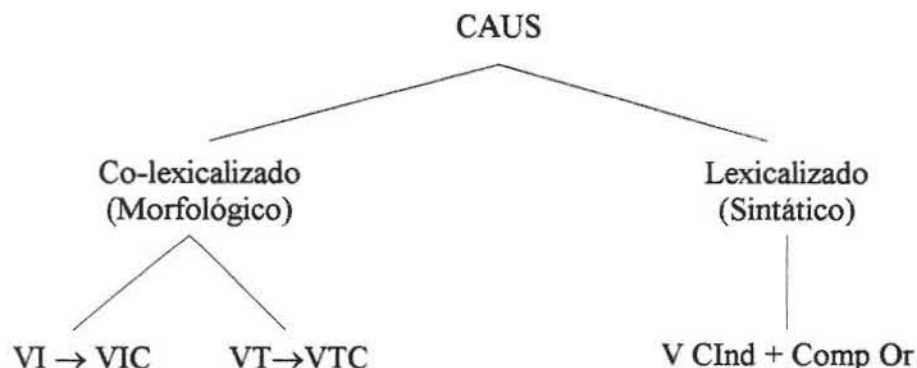 CAUS
Co-lexicalizado
(Morfológico)
Lexicalizado
(Sintático)
VI → VIC
VT→VTC
V CInd + Comp Or